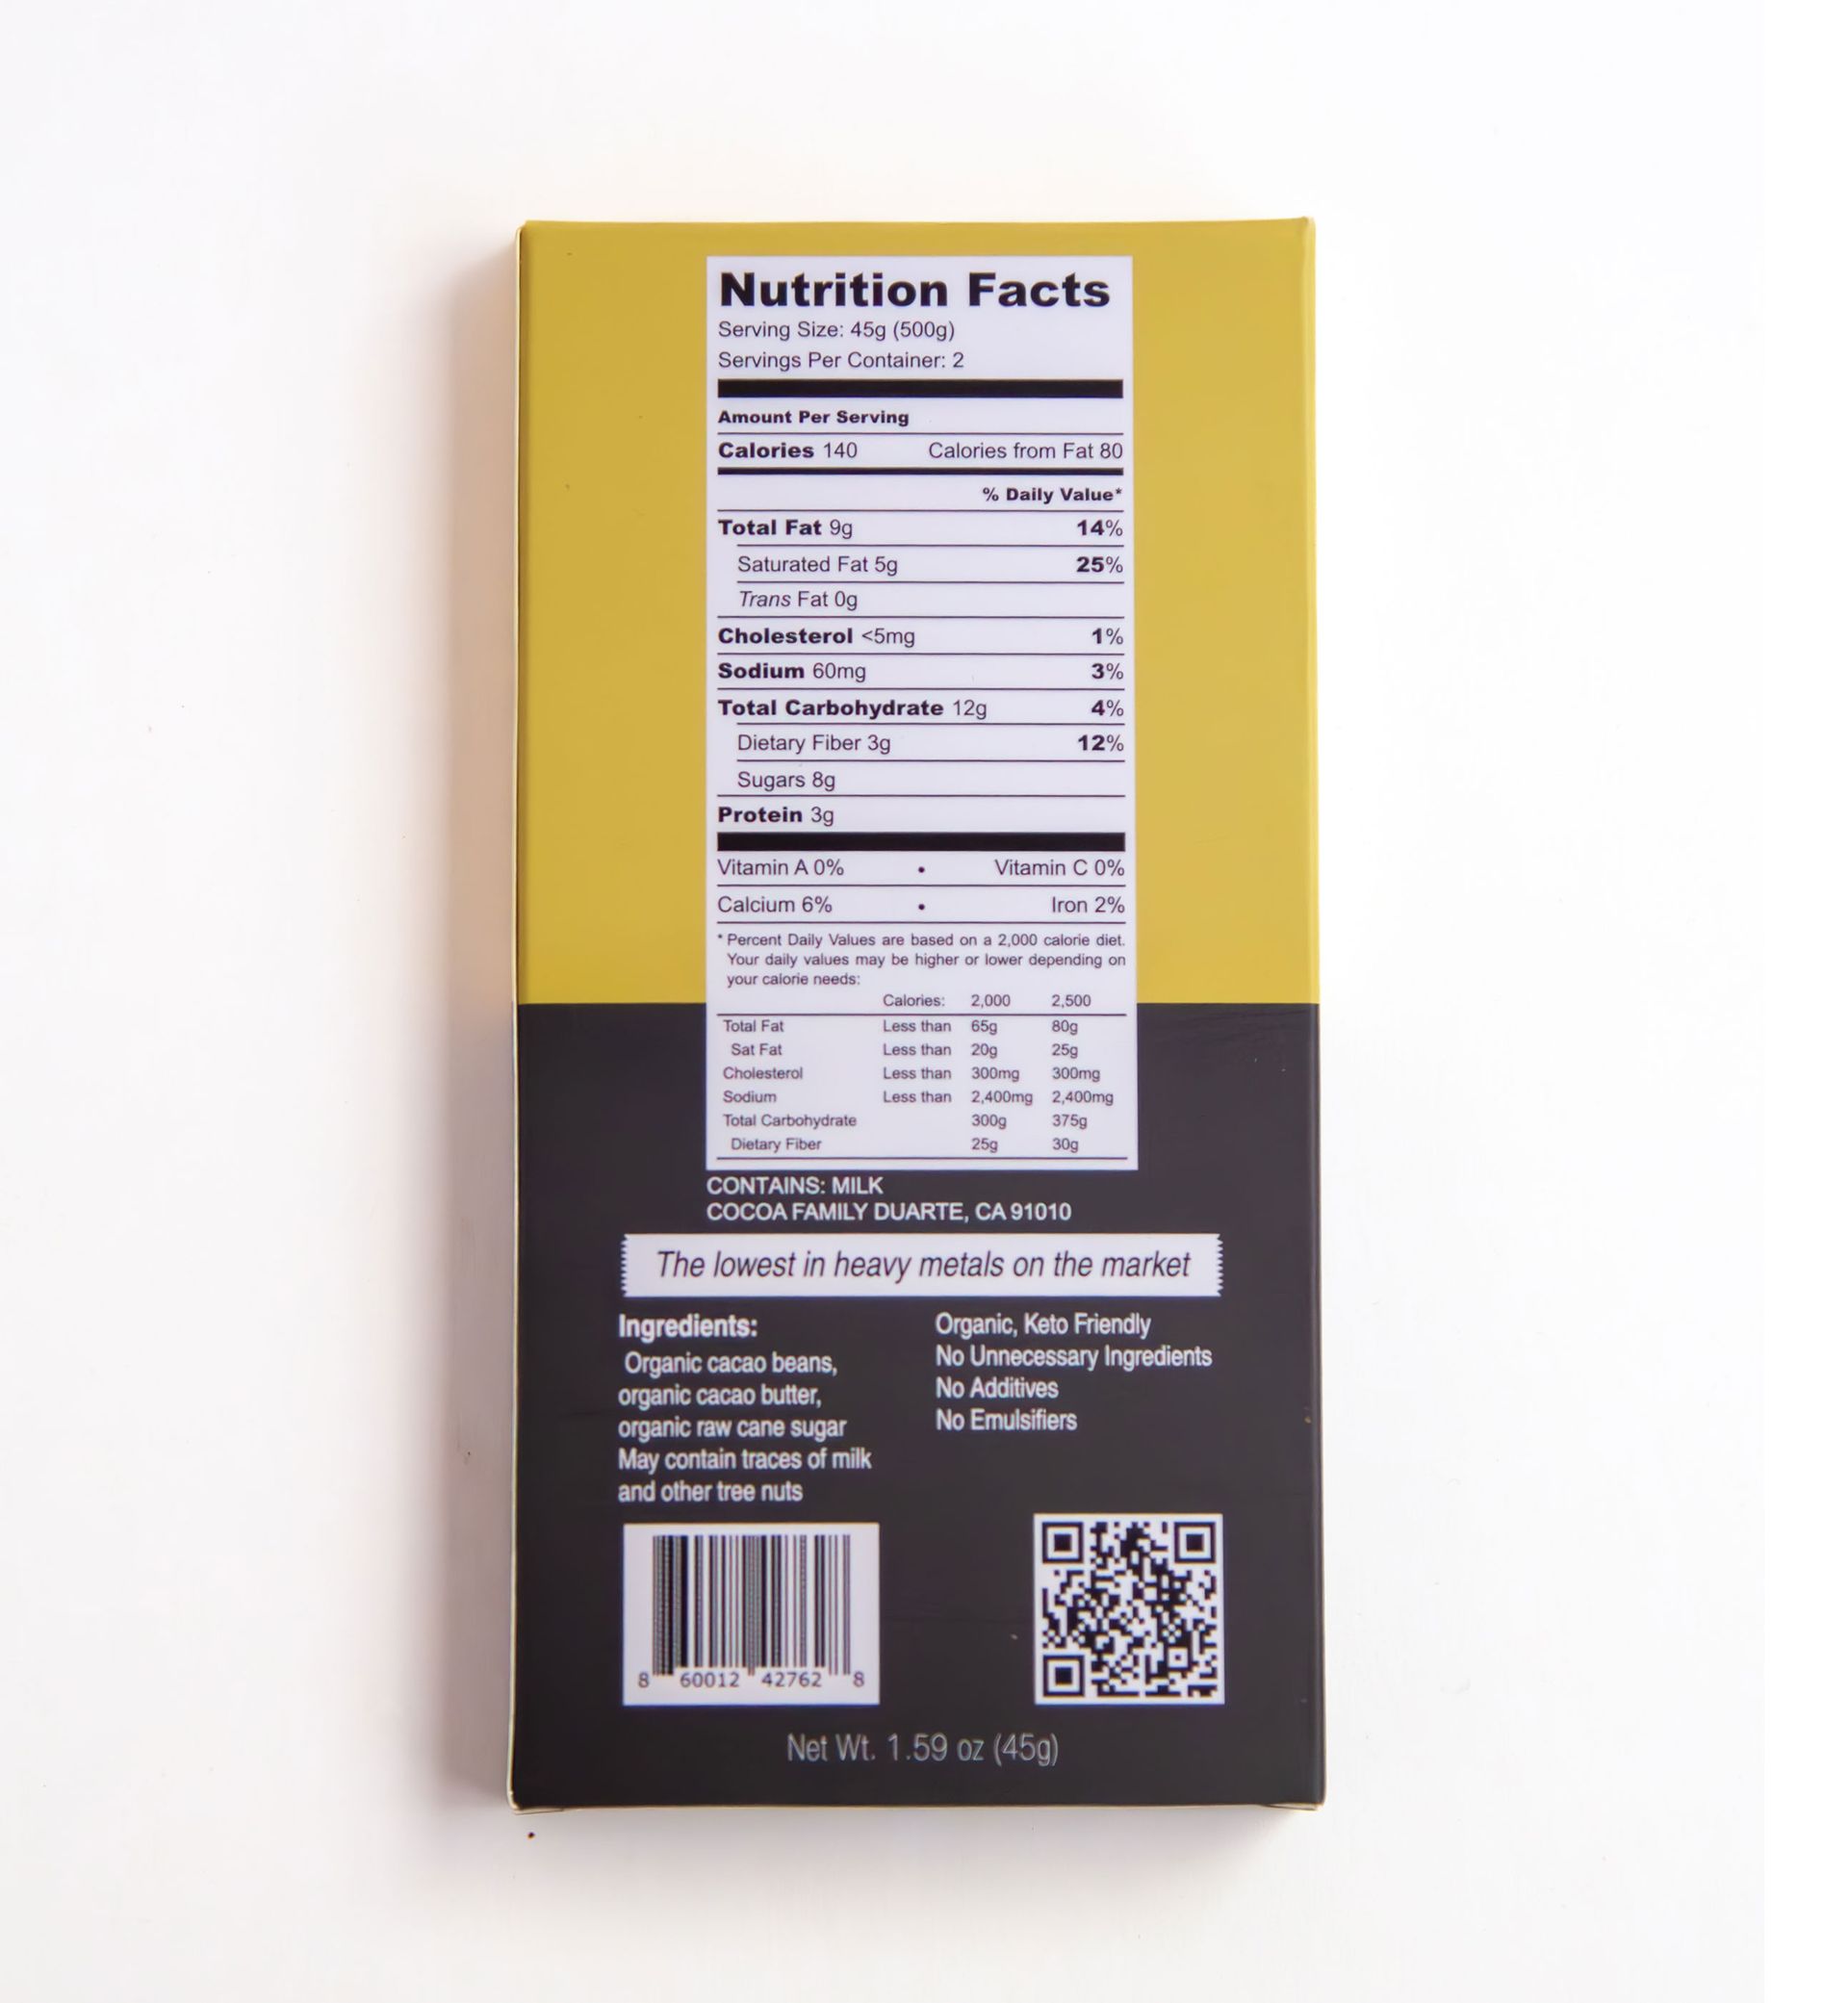 Nutrition Facts
Serving Size: 45g (500g)
Servings Per Container: 2
Amount Per Serving
Calories 140 Calories from Fat 80
% Daily Value*
Total Fat 9g 14%
Saturated Fat 5g 25%
Trans Fat 0g
Cholesterol <5mg 1%
Sodium 60mg 3%
Total Carbohydrate 12g 4%
Dietary Fiber 3g 12%
Sugars 8g
Protein 3g
Vitamin A 0% • Vitamin C 0%
Calcium 6% • Iron 2%
* Percent Daily Values are based on a 2,000 calorie diet.
Your daily values may be higher or lower depending on
your calorie needs:
Calories: 2,000 2,500
Total Fat Less than 65g 80g
Sat Fat Less than 20g 25g
Cholesterol Less than 300mg 300mg
Sodium Less than 2,400mg 2,400mg
Total Carbohydrate 300g 375g
Dietary Fiber 25g 30g
CONTAINS: MILK
COCOA FAMILY DUARTE, CA 91010
The lowest in heavy metals on the market
Ingredients:
Organic cacao beans,
organic cacao butter,
organic raw cane sugar
May contain traces of milk
and other tree nuts
Organic, Keto Friendly
No Unnecessary Ingredients
No Additives
No Emulsifiers
8 60012 42762 8
Net Wt. 1.59 oz (45g)